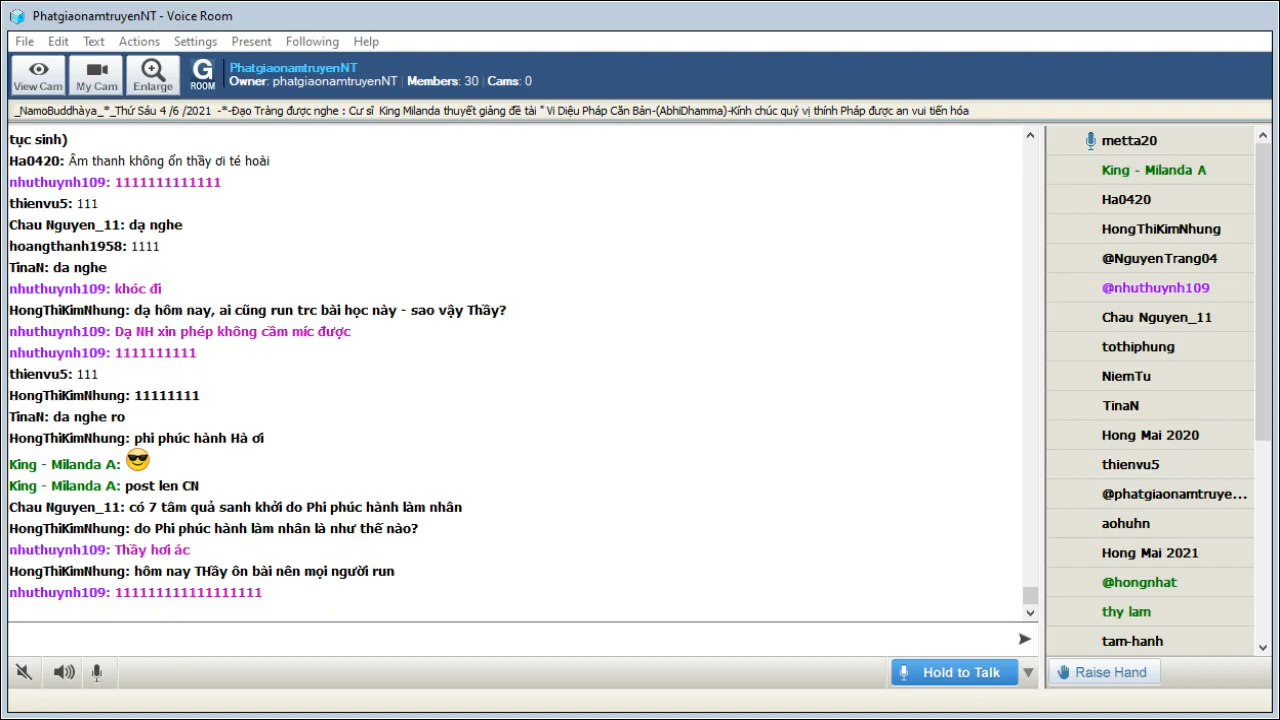 PhatgiaonamtruyenNT - Voice Room
File Edit Text Actions Settings Present Following Help
View Cam My Cam Enlarge G ROOM
PhatgiaonamtruyenNT
Owner: phatgiaonamtruyenNT | Members: 30 | Cams: 0
_NamoBuddhàya_*_Thứ Sáu 4 /6 /2021 -*-Đạo Tràng được nghe : Cư sĩ King Milanda thuyết giảng đề tài " Vi Diệu Pháp Căn Bản-(AbhiDhamma)-Kính chúc quý vị thính Pháp được an vui tiến hóa
tục sinh)
Ha0420: Âm thanh không ổn thầy ơi té hoài
nhuthuynh109: 1111111111111
thienvu5: 111
Chau Nguyen_11: dạ nghe
hoangthanh1958: 1111
TinaN: da nghe
nhuthuynh109: khóc đi
HongThiKimNhung: dạ hôm nay, ai cũng run trc bài học này - sao vậy Thầy?
nhuthuynh109: Dạ NH xin phép không cầm míc được
nhuthuynh109: 1111111111
thienvu5: 111
HongThiKimNhung: 11111111
TinaN: da nghe ro
HongThiKimNhung: phi phúc hành Hà ơi
King - Milanda A:
King - Milanda A: post len CN
Chau Nguyen_11: có 7 tâm quả sanh khởi do Phi phúc hành làm nhân
HongThiKimNhung: do Phi phúc hành làm nhân là như thế nào?
nhuthuynh109: Thầy hơi ác
HongThiKimNhung: hôm nay THầy ôn bài nên mọi người run
nhuthuynh109: 111111111111111111
metta20
King - Milanda A
Ha0420
HongThiKimNhung
@NguyenTrang04
@nhuthuynh109
Chau Nguyen_11
tothiphung
NiemTu
TinaN
Hong Mai 2020
thienvu5
@phatgiaonamtruye...
aohuhn
Hong Mai 2021
@hongnhat
thy lam
tam-hanh
Hold to Talk
Raise Hand